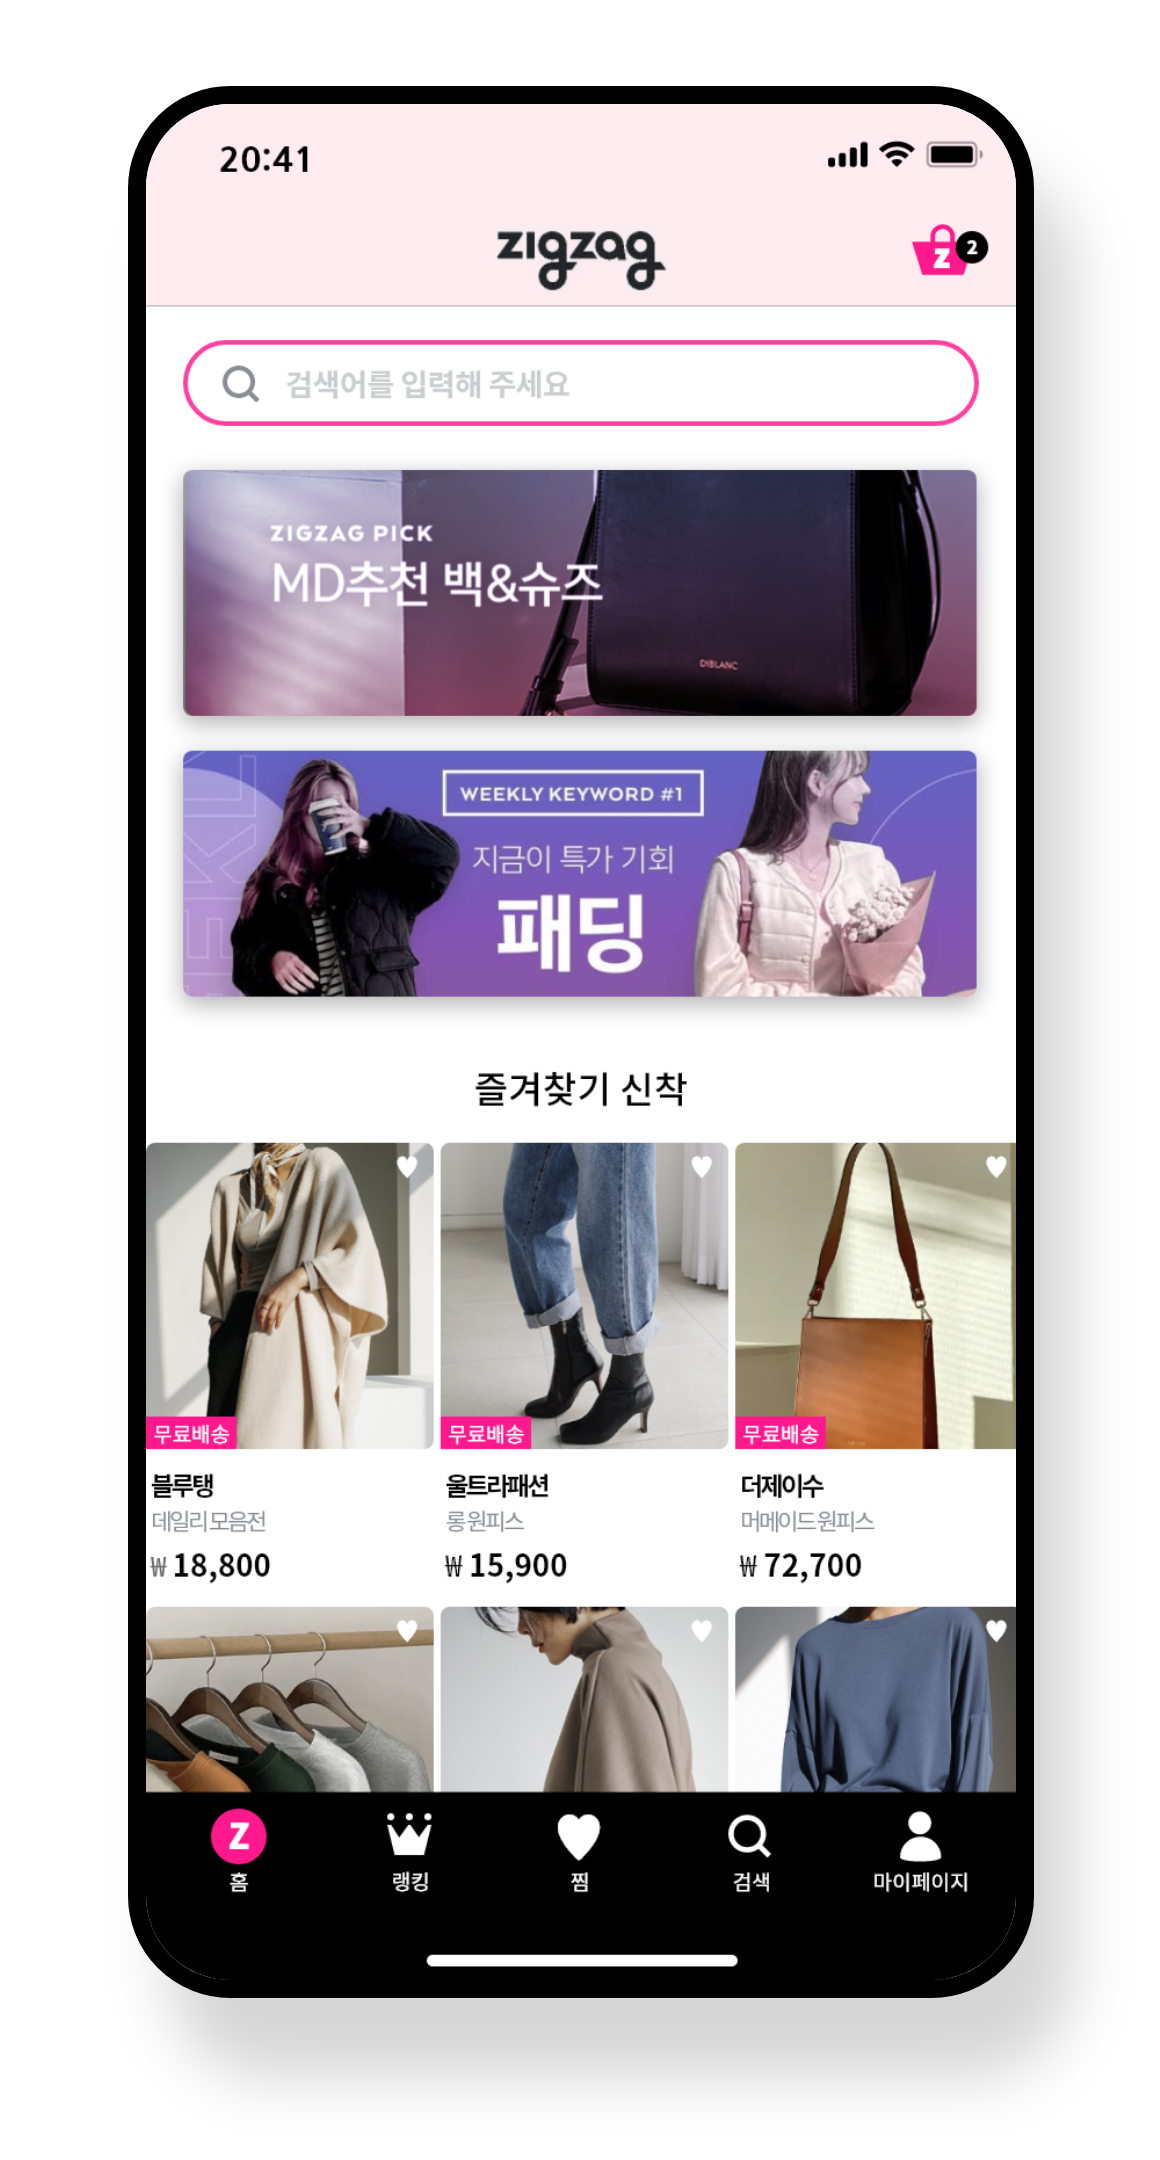 20:41
zigzag
z 2
검색어를 입력해 주세요
ZIGZAG PICK
MD추천 백&슈즈
DIBLANC
WEEKLY KEYWORD #1
지금이 특가 기회
패딩
즐겨찾기 신착
무료배송 무료배송 무료배송
블루탱 울트라패션 더제이수
데일리모음전 롱원피스 머메이드원피스
₩ 18,800 ₩ 15,900 ₩ 72,700
Z
홈 랭킹 찜 검색 마이페이지